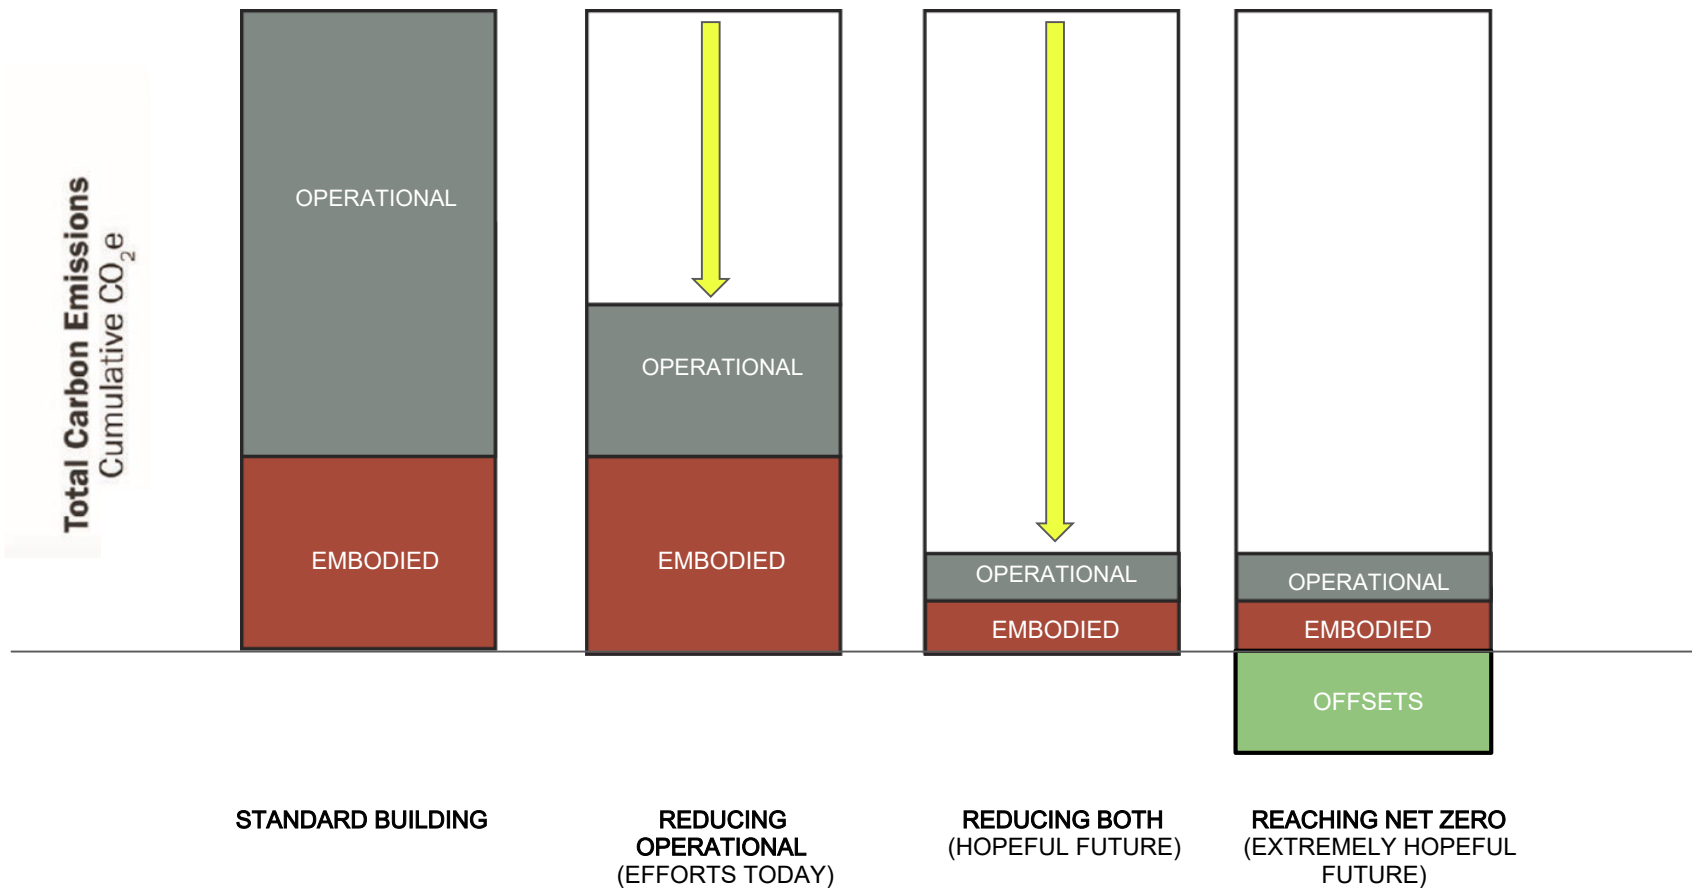 Total Carbon Emissions
Cumulative CO₂e
OPERATIONAL
EMBODIED
OPERATIONAL
EMBODIED
OPERATIONAL
EMBODIED
OPERATIONAL
EMBODIED
OFFSETS
STANDARD BUILDING
REDUCING
OPERATIONAL
(EFFORTS TODAY)
REDUCING BOTH
(HOPEFUL FUTURE)
REACHING NET ZERO
(EXTREMELY HOPEFUL
FUTURE)